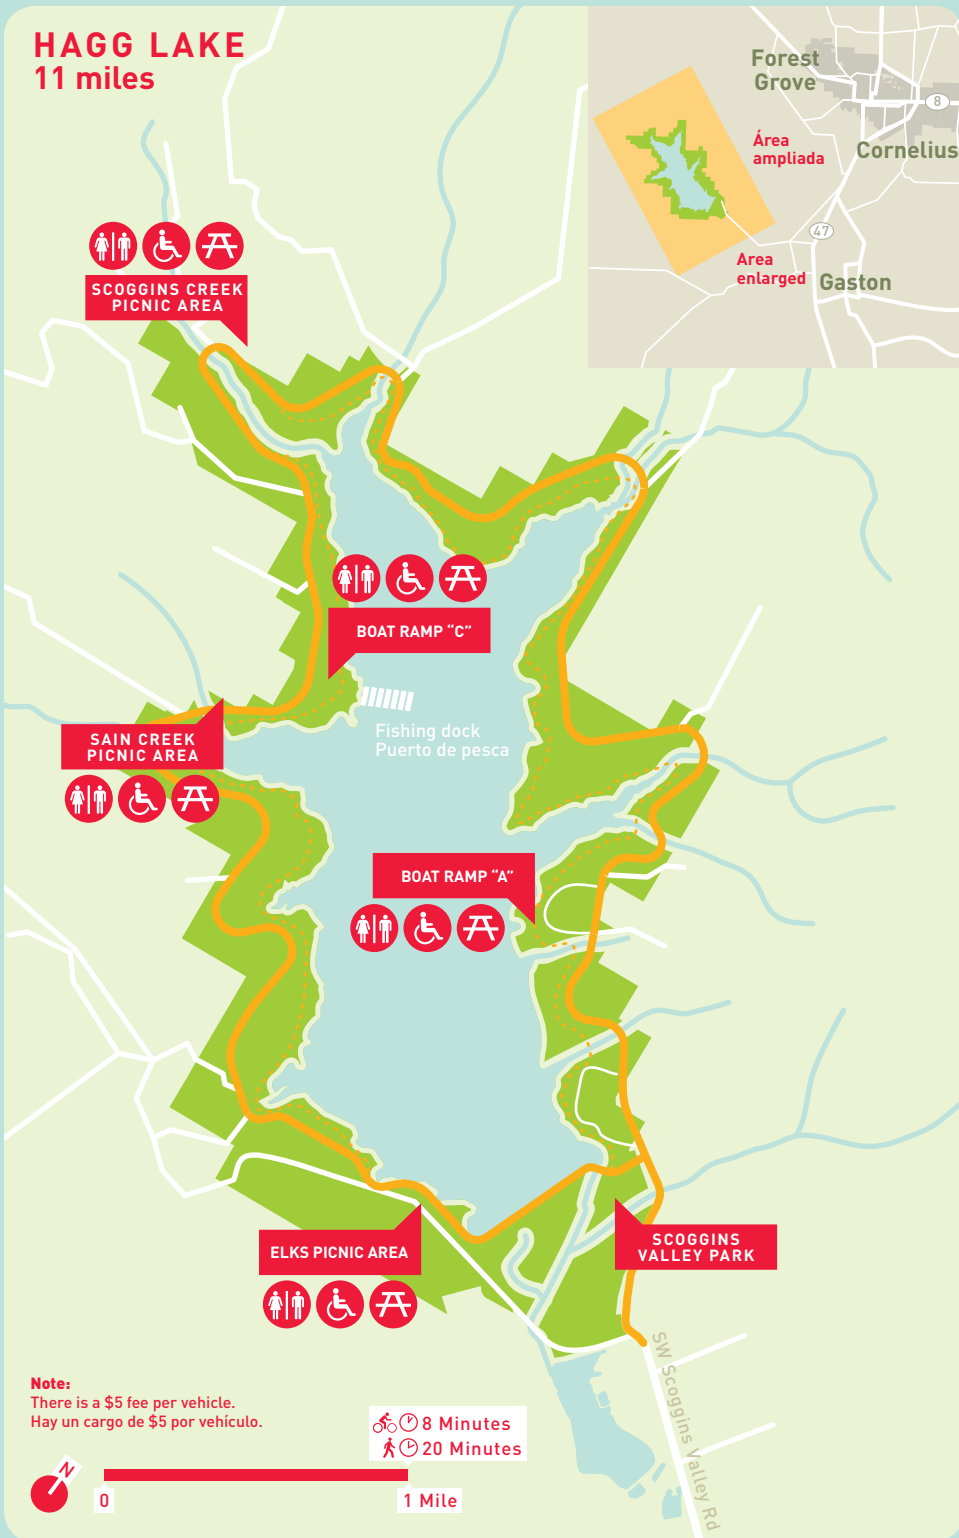 HAGG LAKE
11 miles
Forest
Grove
8
Área
ampliada
Cornelius
47
Area
enlarged
Gaston
SCOGGINS CREEK
PICNIC AREA
BOAT RAMP “C”
Fishing dock
Puerto de pesca
SAIN CREEK
PICNIC AREA
BOAT RAMP “A”
ELKS PICNIC AREA
SCOGGINS
VALLEY PARK
SW Scoggins Valley Rd
Note:
There is a $5 fee per vehicle.
Hay un cargo de $5 por vehículo.
8 Minutes
20 Minutes
N
0
1 Mile